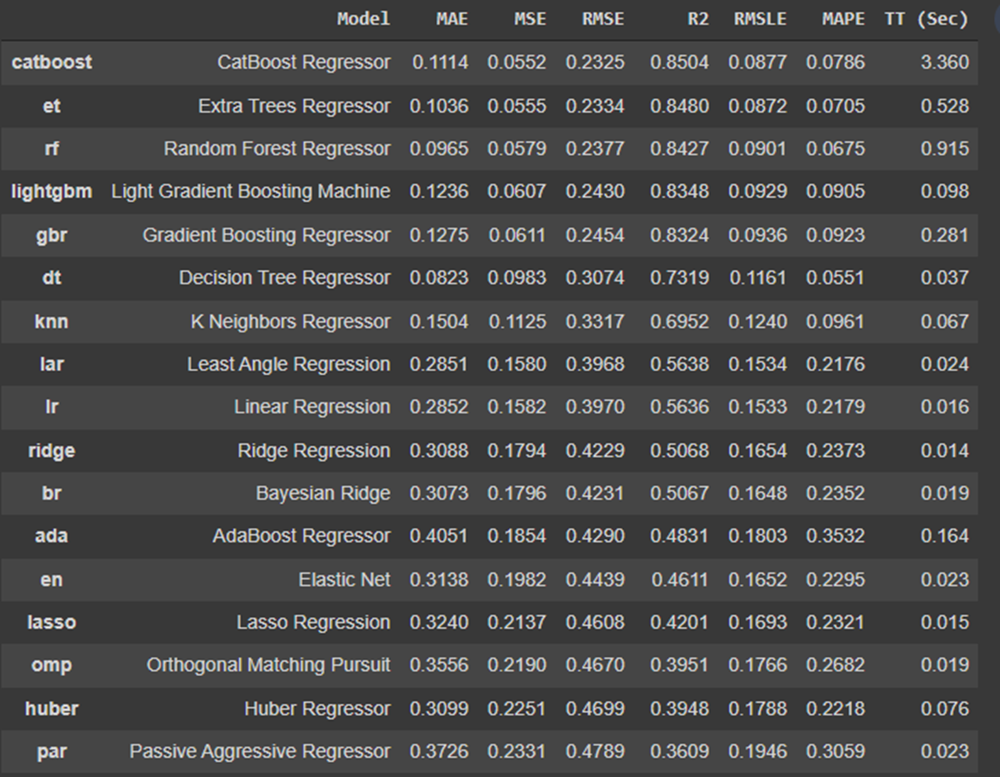 Model MAE MSE RMSE R2 RMSLE MAPE TT (Sec)
catboost CatBoost Regressor 0.1114 0.0552 0.2325 0.8504 0.0877 0.0786 3.360
et Extra Trees Regressor 0.1036 0.0555 0.2334 0.8480 0.0872 0.0705 0.528
rf Random Forest Regressor 0.0965 0.0579 0.2377 0.8427 0.0901 0.0675 0.915
lightgbm Light Gradient Boosting Machine 0.1236 0.0607 0.2430 0.8348 0.0929 0.0905 0.098
gbr Gradient Boosting Regressor 0.1275 0.0611 0.2454 0.8324 0.0936 0.0923 0.281
dt Decision Tree Regressor 0.0823 0.0983 0.3074 0.7319 0.1161 0.0551 0.037
knn K Neighbors Regressor 0.1504 0.1125 0.3317 0.6952 0.1240 0.0961 0.067
lar Least Angle Regression 0.2851 0.1580 0.3968 0.5638 0.1534 0.2176 0.024
lr Linear Regression 0.2852 0.1582 0.3970 0.5636 0.1533 0.2179 0.016
ridge Ridge Regression 0.3088 0.1794 0.4229 0.5068 0.1654 0.2373 0.014
br Bayesian Ridge 0.3073 0.1796 0.4231 0.5067 0.1648 0.2352 0.019
ada AdaBoost Regressor 0.4051 0.1854 0.4290 0.4831 0.1803 0.3532 0.164
en Elastic Net 0.3138 0.1982 0.4439 0.4611 0.1652 0.2295 0.023
lasso Lasso Regression 0.3240 0.2137 0.4608 0.4201 0.1693 0.2321 0.015
omp Orthogonal Matching Pursuit 0.3556 0.2190 0.4670 0.3951 0.1766 0.2682 0.019
huber Huber Regressor 0.3099 0.2251 0.4699 0.3948 0.1788 0.2218 0.076
par Passive Aggressive Regressor 0.3726 0.2331 0.4789 0.3609 0.1946 0.3059 0.023